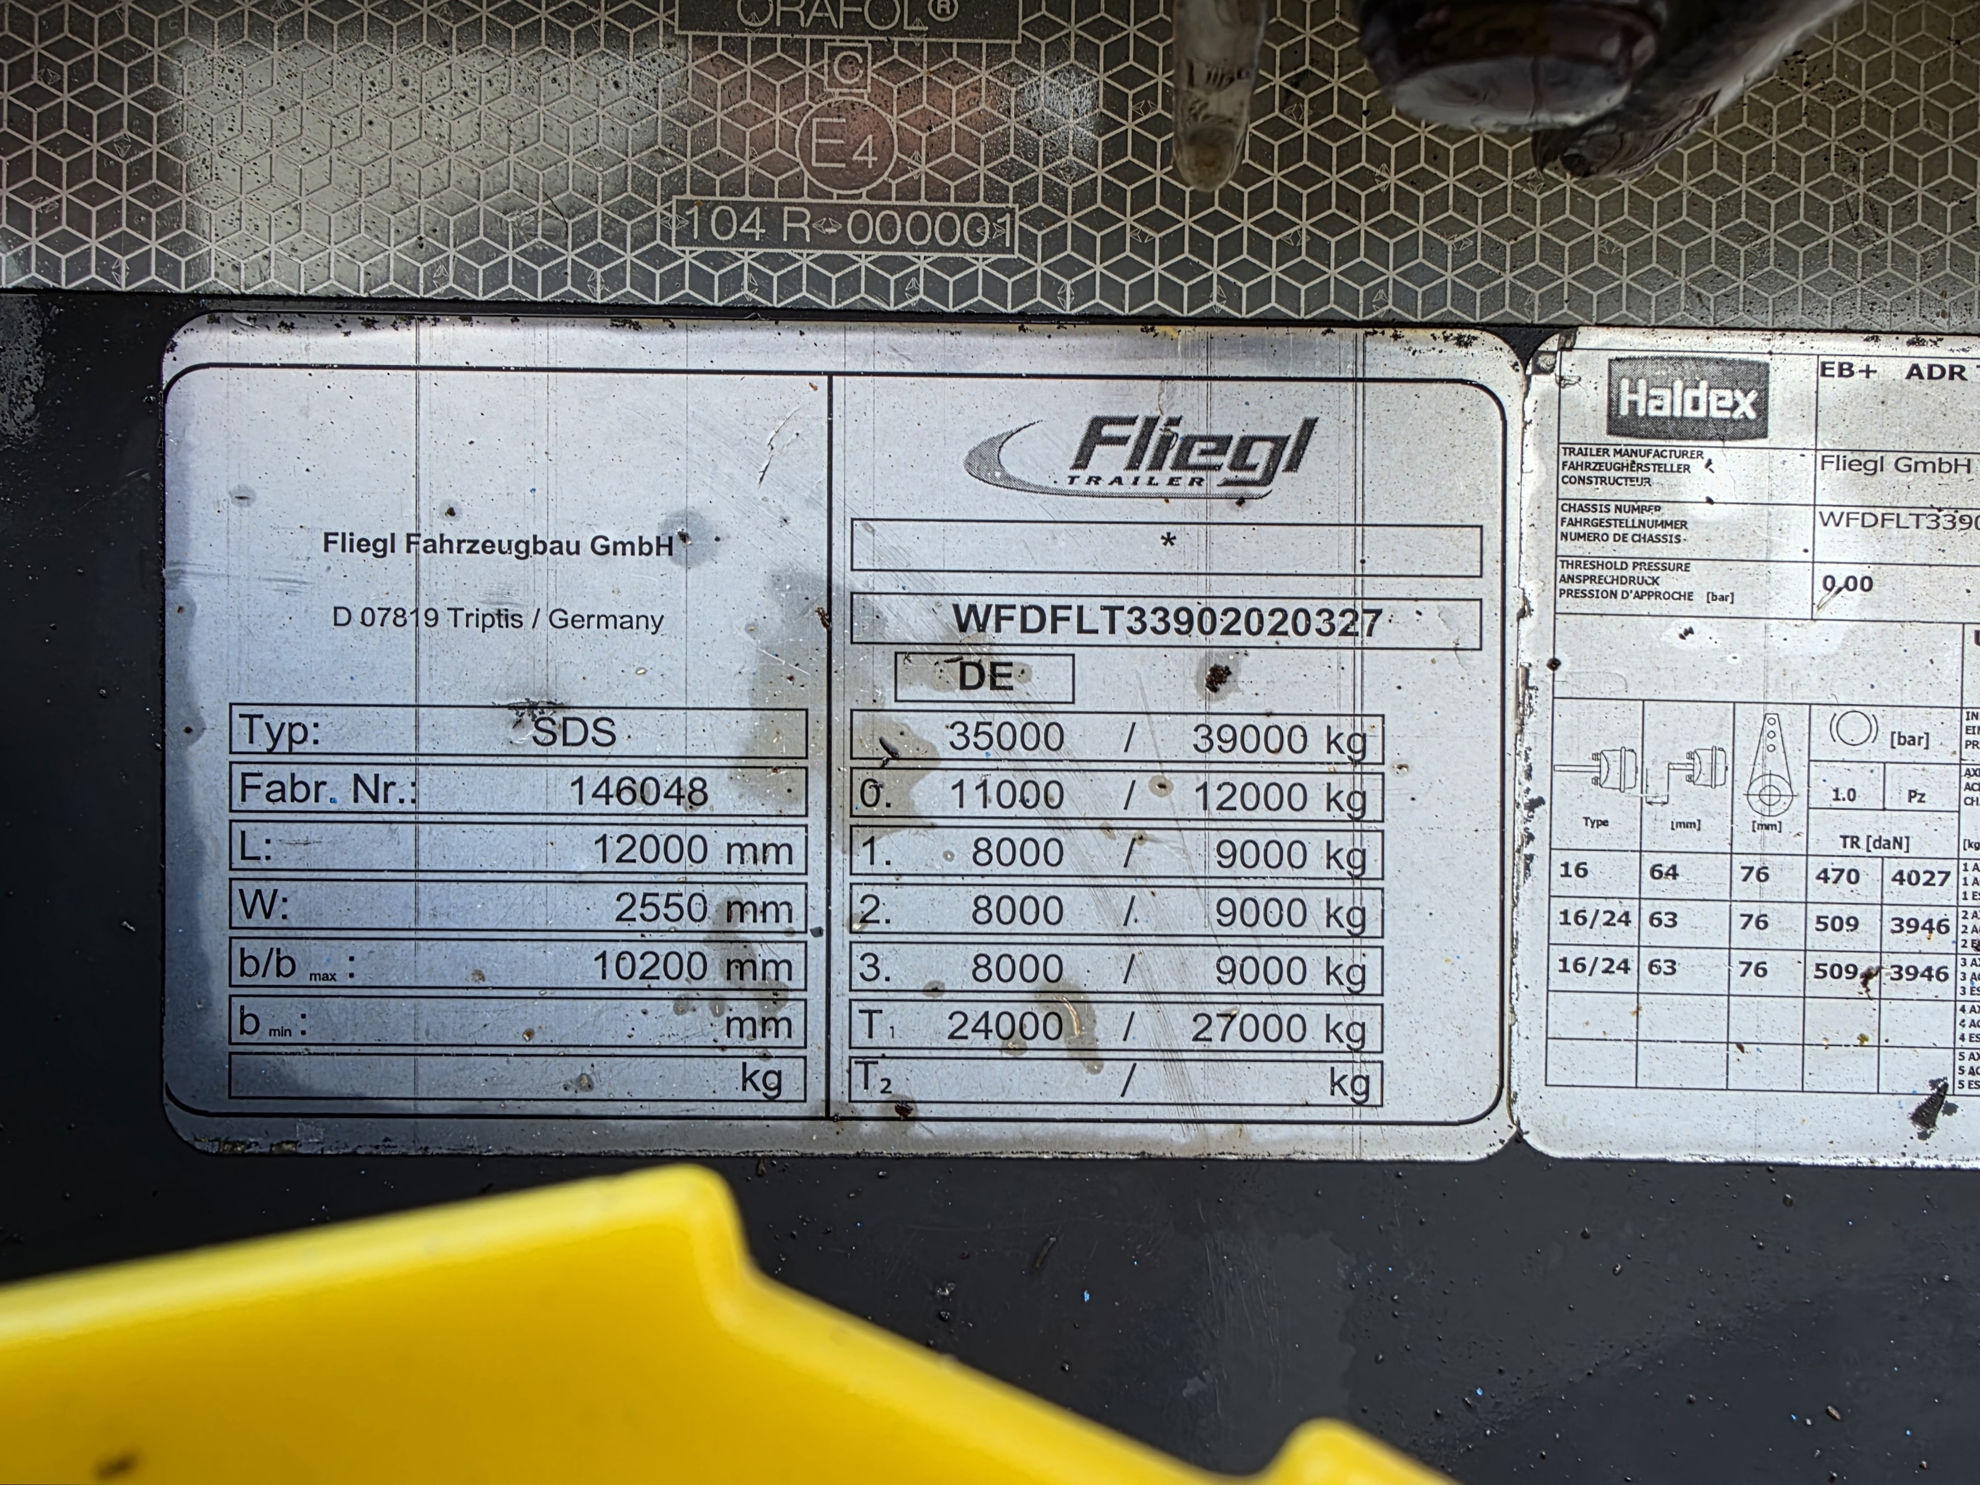 ORAFOL®
C
E4
104 R-000001
Fliegl Fahrzeugbau GmbH
D 07819 Triptis / Germany
Typ: SDS
Fabr. Nr.: 146048
L: 12000 mm
W: 2550 mm
b/b max : 10200 mm
b min : mm
kg
Fliegl
TRAILER
*
WFDFLT33902020327
DE
35000 / 39000 kg
0. 11000 / 12000 kg
1. 8000 / 9000 kg
2. 8000 / 9000 kg
3. 8000 / 9000 kg
T1 24000 / 27000 kg
T2 / kg
Haldex
EB+ ADR
TRAILER MANUFACTURER
FAHRZEUGHERSTELLER
CONSTRUCTEUR
Fliegl GmbH
CHASSIS NUMBER
FAHRGESTELLNUMMER
NUMERO DE CHASSIS
WFDFLT3390
THRESHOLD PRESSURE
ANSPRECHDRUCK
PRESSION D'APPROCHE [bar]
0,00
[bar]
1.0 Pz
Type [mm] [mm] TR [daN]
16 64 76 470 4027
16/24 63 76 509 3946
16/24 63 76 509 3946